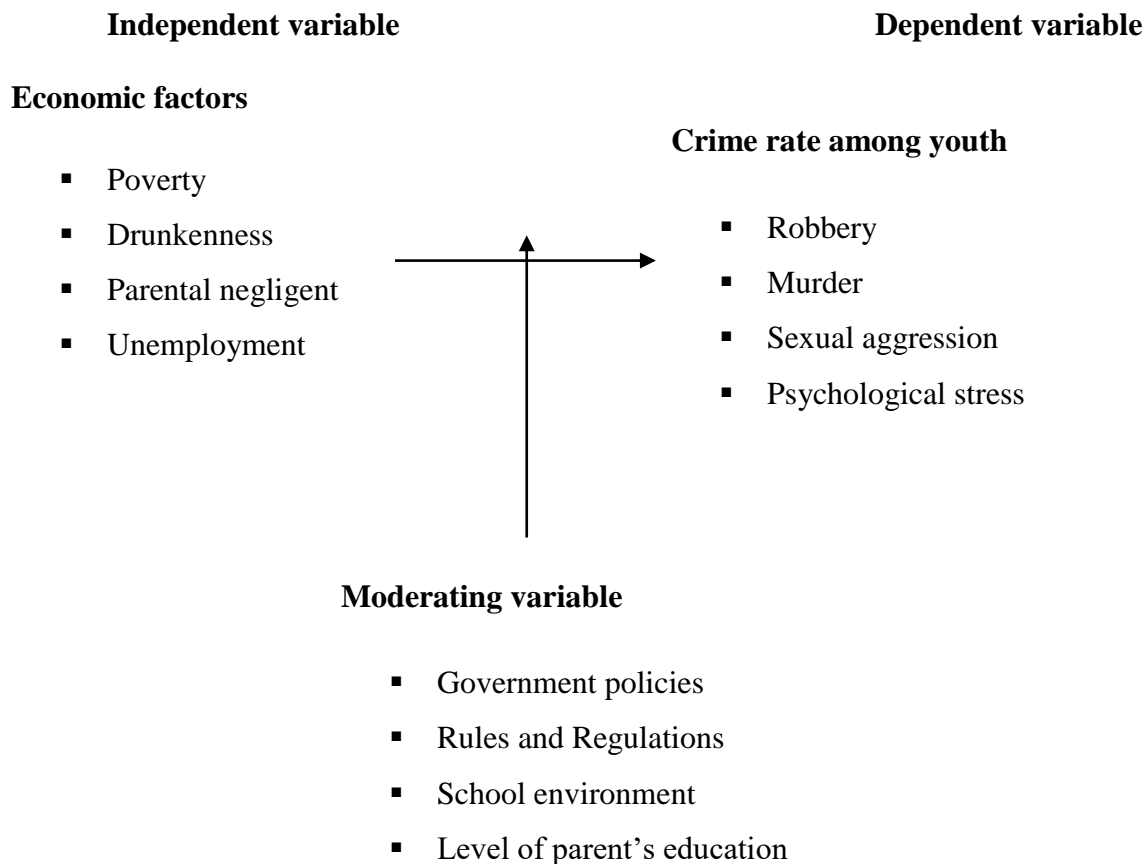 Independent variable
Dependent variable
Economic factors
▪ Poverty
▪ Drunkenness
▪ Parental negligent
▪ Unemployment
Crime rate among youth
▪ Robbery
▪ Murder
▪ Sexual aggression
▪ Psychological stress
Moderating variable
▪ Government policies
▪ Rules and Regulations
▪ School environment
▪ Level of parent’s education